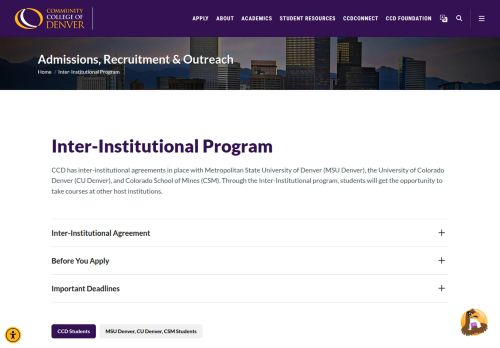 COMMUNITY
COLLEGE OF
DENVER
APPLY ABOUT ACADEMICS STUDENT RESOURCES CCDCONNECT CCD FOUNDATION
Admissions, Recruitment & Outreach
Home / Inter-Institutional Program
Inter-Institutional Program
CCD has inter-institutional agreements in place with Metropolitan State University of Denver (MSU Denver), the University of Colorado
Denver (CU Denver), and Colorado School of Mines (CSM). Through the Inter-Institutional program, students will get the opportunity to
take courses at other host institutions.
Inter-Institutional Agreement
Before You Apply
Important Deadlines
CCD Students MSU Denver, CU Denver, CSM Students